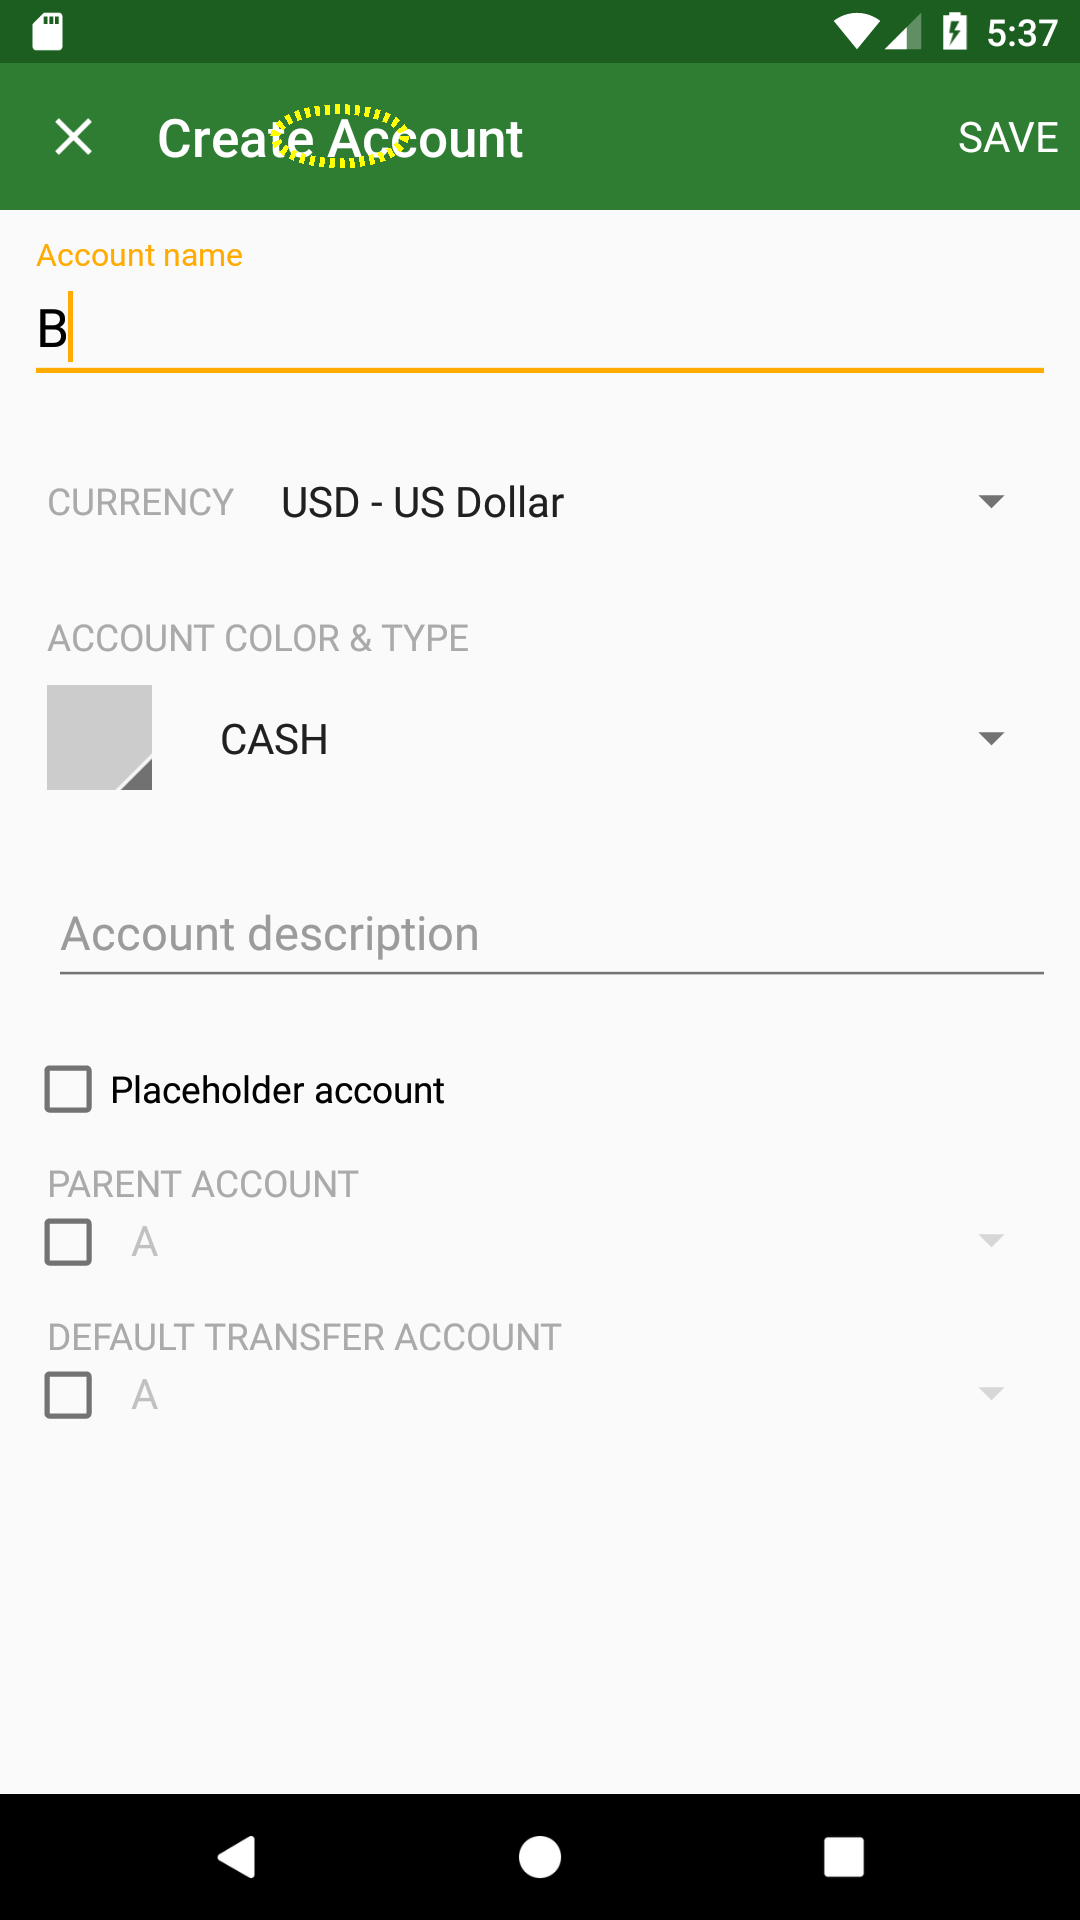 5:37
Create Account
SAVE
Account name
B
CURRENCY USD - US Dollar
ACCOUNT COLOR & TYPE
CASH
Account description
Placeholder account
PARENT ACCOUNT
A
DEFAULT TRANSFER ACCOUNT
A